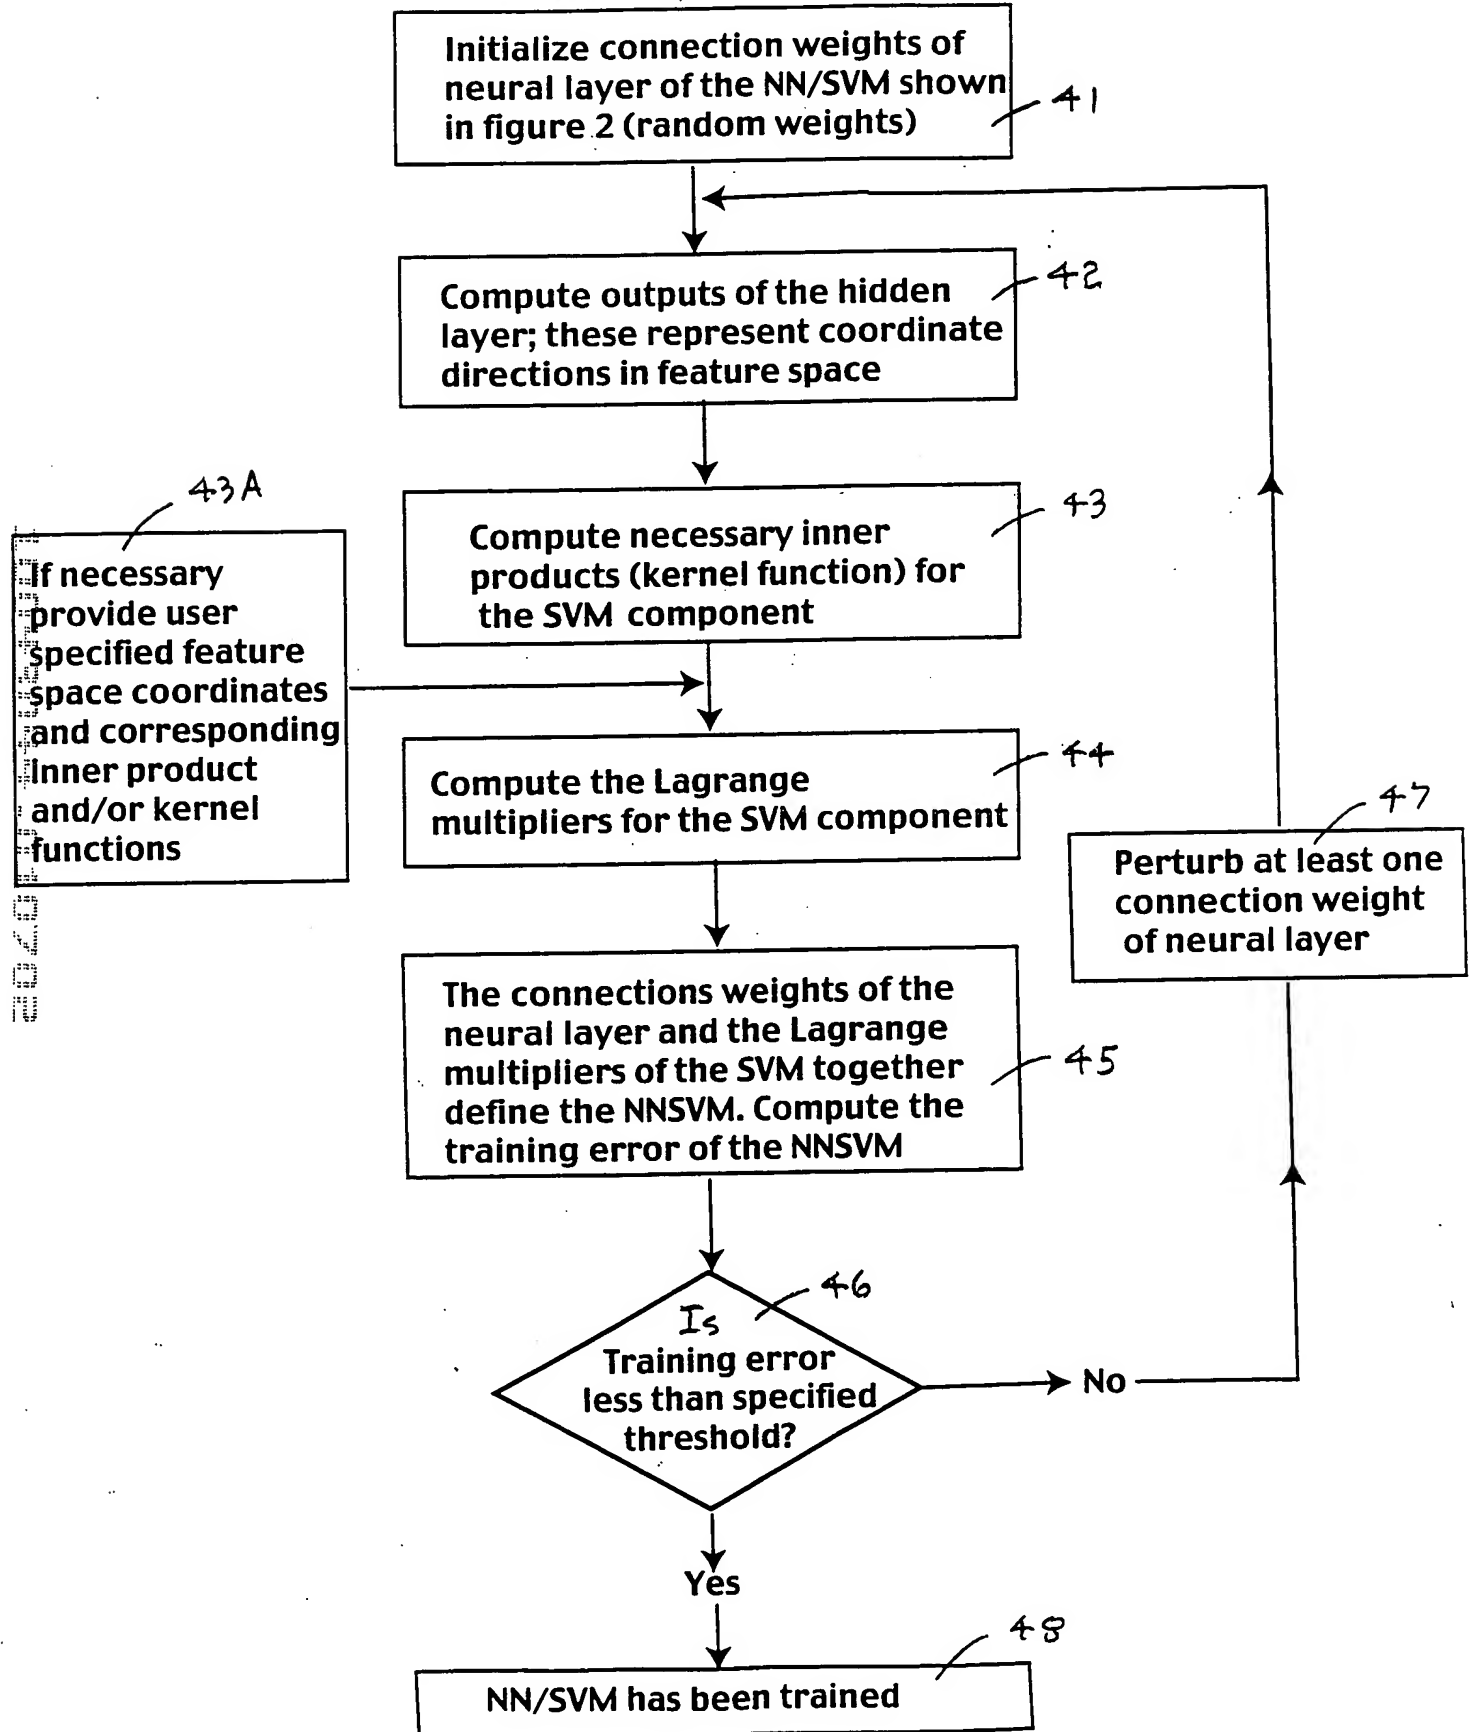 Initialize connection weights of
neural layer of the NN/SVM shown
in figure 2 (random weights)
41
Compute outputs of the hidden
layer; these represent coordinate
directions in feature space
42
Compute necessary inner
products (kernel function) for
the SVM component
43
43A
If necessary
provide user
specified feature
space coordinates
and corresponding
inner product
and/or kernel
functions
Compute the Lagrange
multipliers for the SVM component
44
The connections weights of the
neural layer and the Lagrange
multipliers of the SVM together
define the NNSVM. Compute the
training error of the NNSVM
45
47
Perturb at least one
connection weight
of neural layer
46
Is
Training error
less than specified
threshold?
No
Yes
48
NN/SVM has been trained